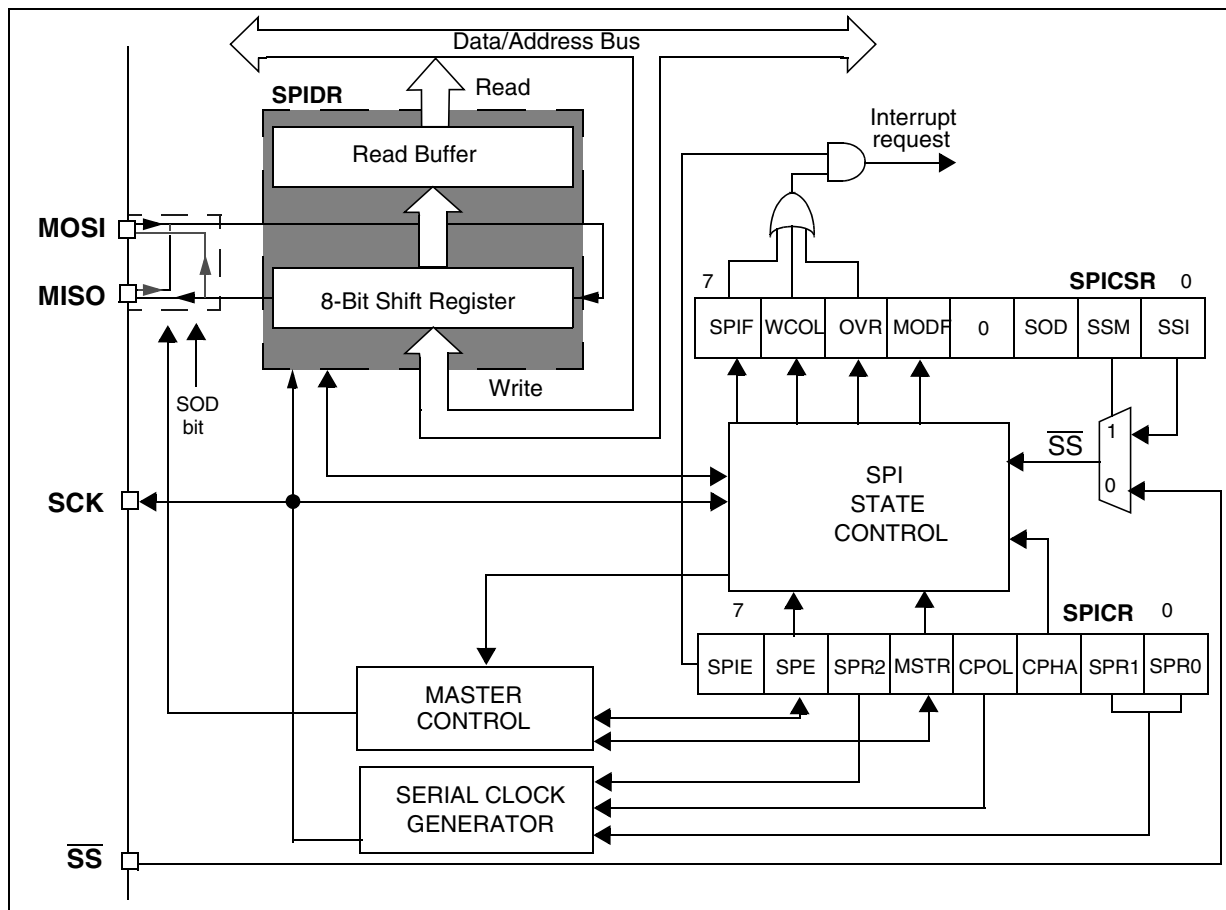 Data/Address Bus
SPIDR
Read
Read Buffer
Interrupt
request
MOSI
MISO
8-Bit Shift Register
7
SPICSR
0
SPIF WCOL OVR MODF 0 SOD SSM SSI
Write
SOD
bit
1
SS
0
SCK
SPI
STATE
CONTROL
7
SPICR
0
SPIE SPE SPR2 MSTR CPOL CPHA SPR1 SPR0
MASTER
CONTROL
SERIAL CLOCK
GENERATOR
SS